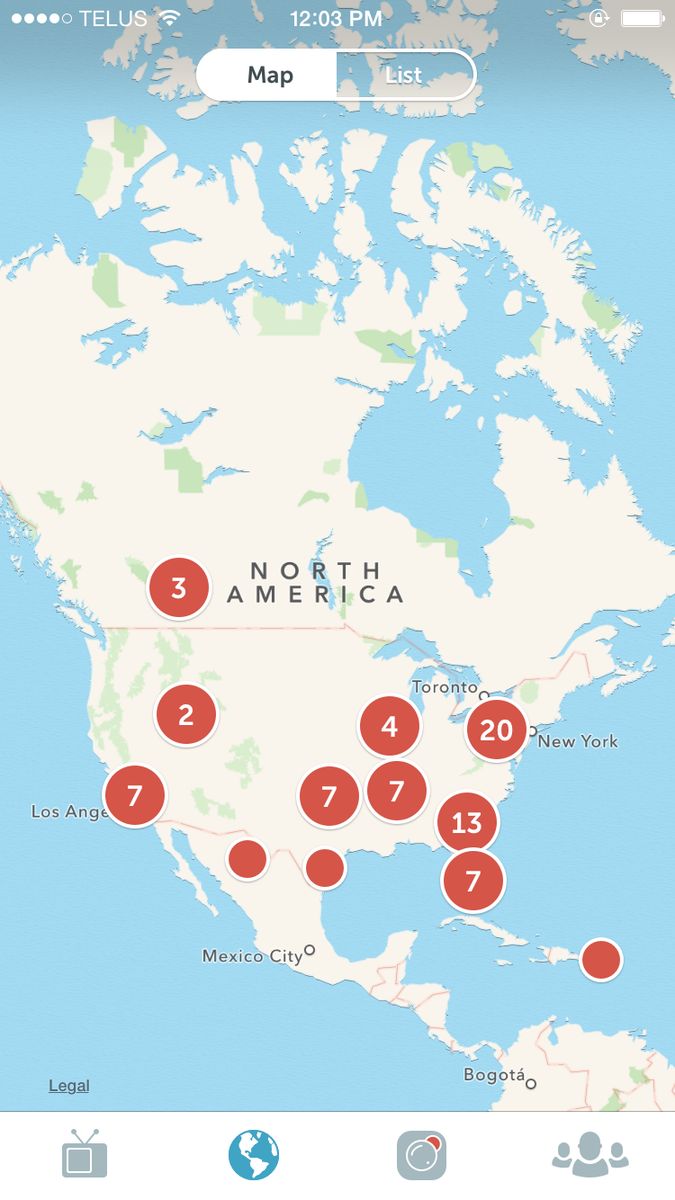 TELUS 12:03 PM
Map List
3
NORTH
AMERICA
Toronto
2
4
20
New York
7
7
7
Los Ange
13
7
Mexico City
Bogotá
Legal